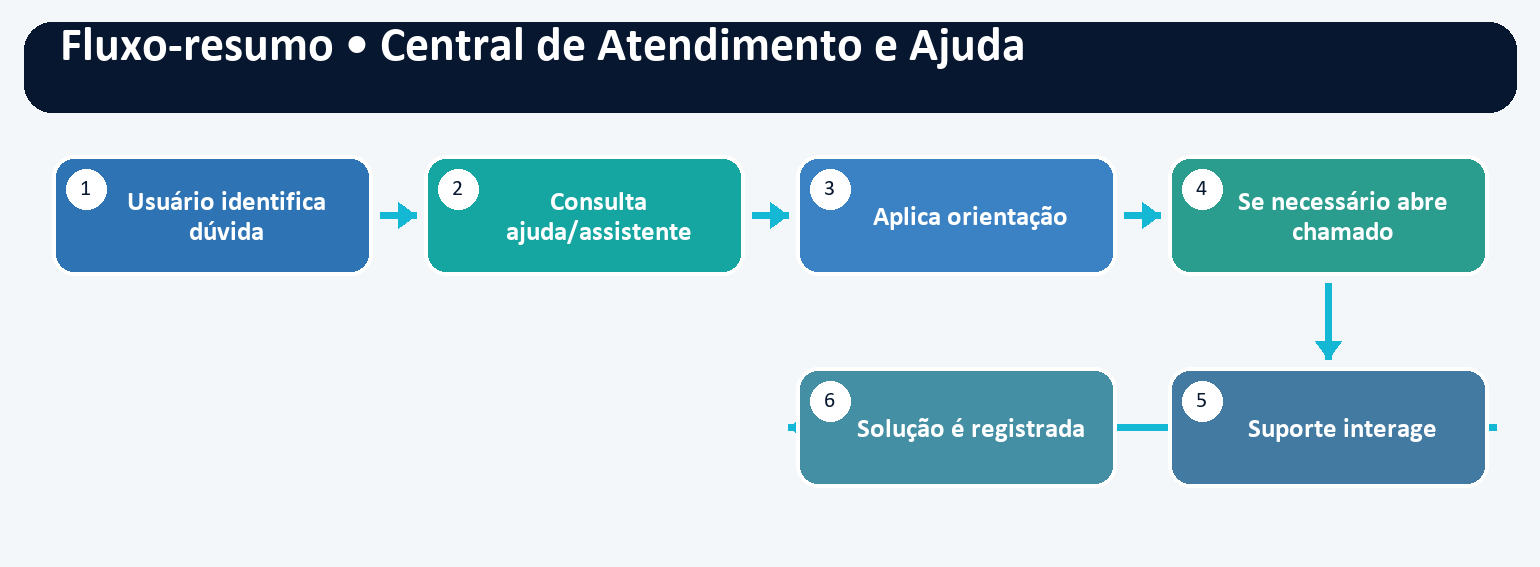 Fluxo-resumo • Central de Atendimento e Ajuda
1
Usuário identifica
dúvida
2
Consulta
ajuda/assistente
3
Aplica orientação
4
Se necessário abre
chamado
5
Suporte interage
6
Solução é registrada